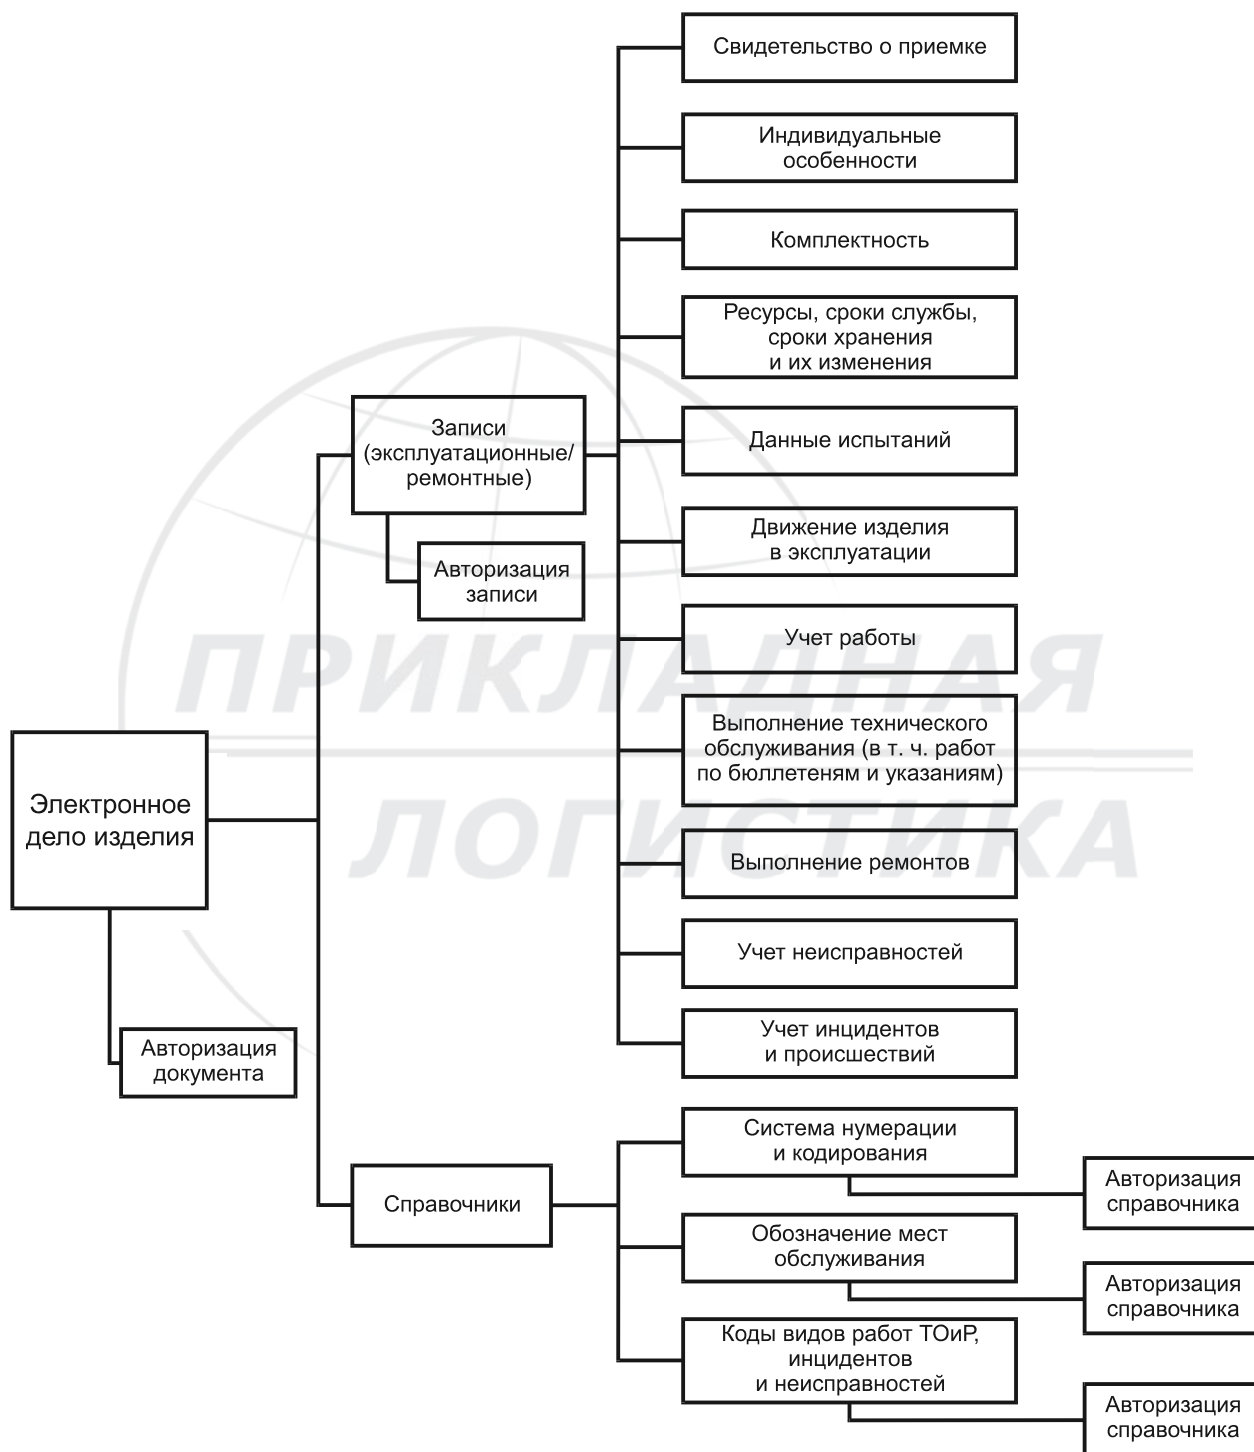 Свидетельство о приемке
Индивидуальные
особенности
Комплектность
Ресурсы, сроки службы,
сроки хранения
и их изменения
Записи
(эксплуатационные/
ремонтные)
Данные испытаний
Движение изделия
в эксплуатации
Авторизация
записи
Учет работы
ПРИКЛАДНАЯ
Выполнение технического
обслуживания (в т. ч. работ
по бюллетеням и указаниям)
Электронное
дело изделия
ЛОГИСТИКА
Выполнение ремонтов
Учет неисправностей
Учет инцидентов
и происшествий
Авторизация
документа
Система нумерации
и кодирования
Авторизация
справочника
Справочники
Обозначение мест
обслуживания
Авторизация
справочника
Коды видов работ ТОиР,
инцидентов
и неисправностей
Авторизация
справочника